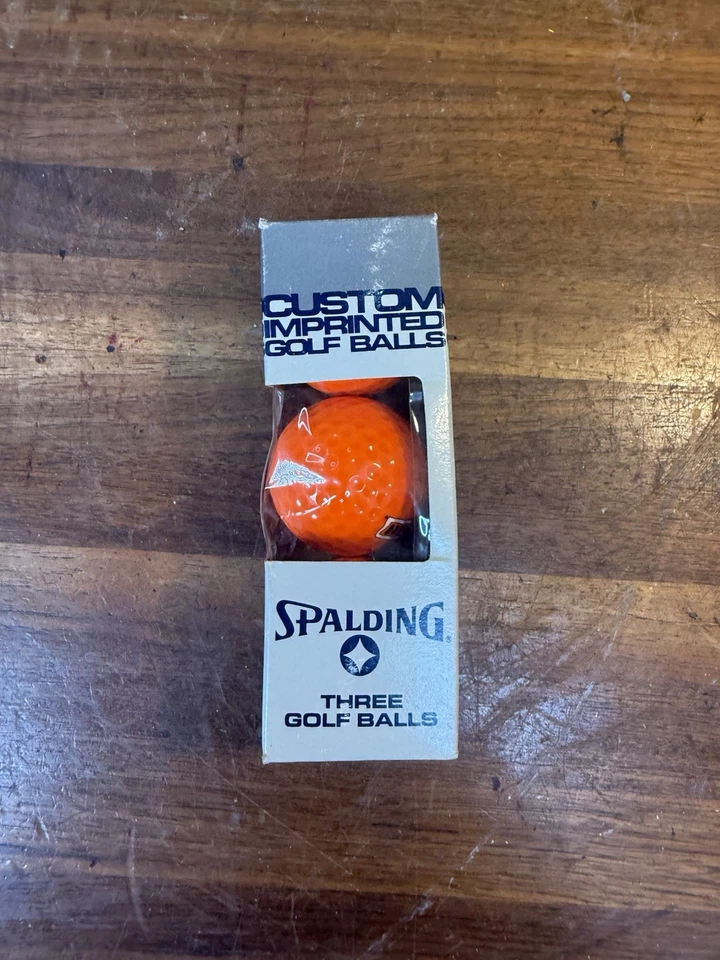 CUSTOM
IMPRINTED
GOLF BALLS
SPALDING®
THREE
GOLF BALLS